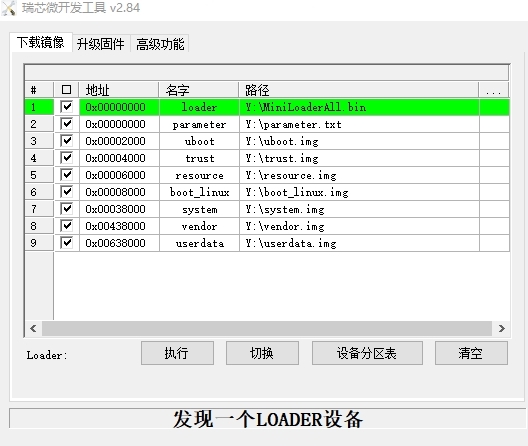 瑞芯微开发工具 v2.84
下载镜像 升级固件 高级功能
# 地址 名字 路径 ...
1 0x00000000 loader Y:\MiniLoaderAll.bin
2 0x00000000 parameter Y:\parameter.txt
3 0x00002000 uboot Y:\uboot.img
4 0x00004000 trust Y:\trust.img
5 0x00006000 resource Y:\resource.img
6 0x00008000 boot_linux Y:\boot_linux.img
7 0x00038000 system Y:\system.img
8 0x00438000 vendor Y:\vendor.img
9 0x00638000 userdata Y:\userdata.img
Loader: 执行 切换 设备分区表 清空
发现一个LOADER设备